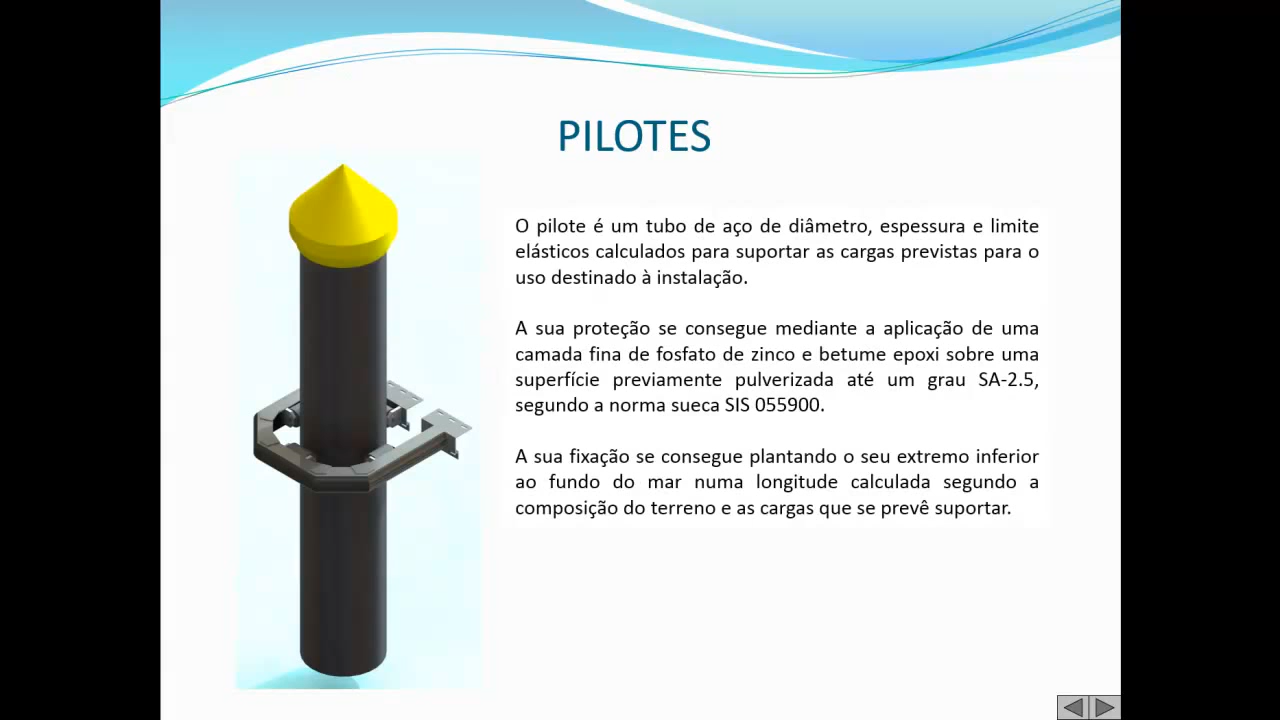 PILOTES
O pilote é um tubo de aço de diâmetro, espessura e limite
elásticos calculados para suportar as cargas previstas para o
uso destinado à instalação.
A sua proteção se consegue mediante a aplicação de uma
camada fina de fosfato de zinco e betume epoxi sobre uma
superfície previamente pulverizada até um grau SA-2.5,
segundo a norma sueca SIS 055900.
A sua fixação se consegue plantando o seu extremo inferior
ao fundo do mar numa longitude calculada segundo a
composição do terreno e as cargas que se prevê suportar.